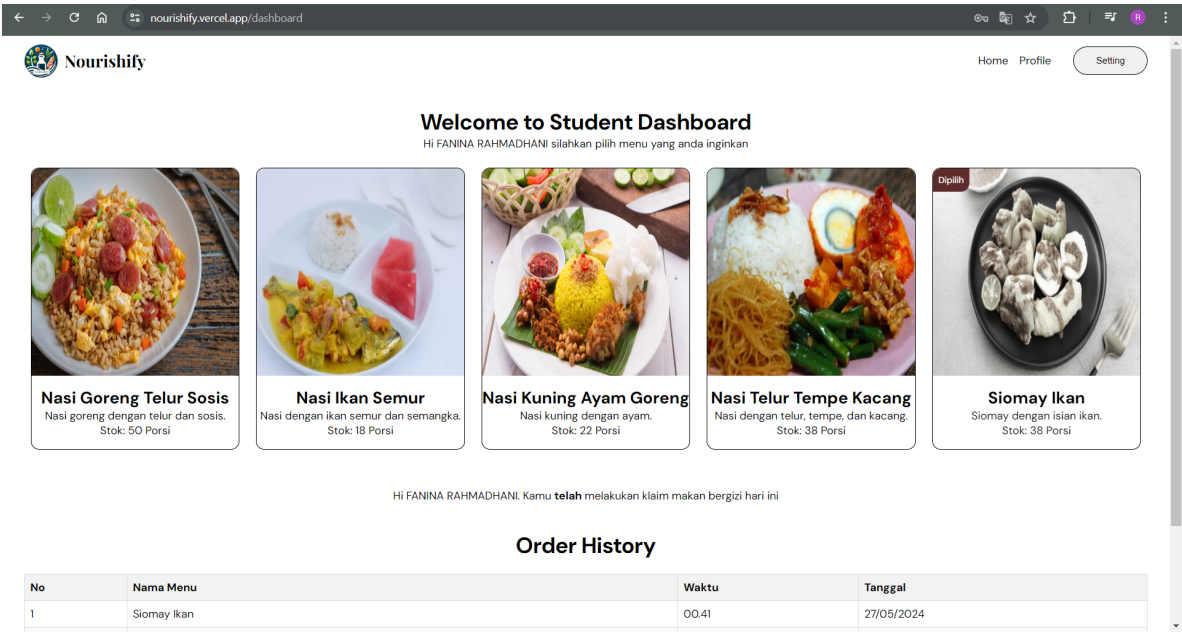 nourishify.vercel.app/dashboard
R
Nourishify
Home Profile Setting
Welcome to Student Dashboard
Hi FANINA RAHMADHANI silahkan pilih menu yang anda inginkan
Dipilih
Nasi Goreng Telur Sosis
Nasi goreng dengan telur dan sosis.
Stok: 50 Porsi
Nasi Ikan Semur
Nasi dengan ikan semur dan semangka.
Stok: 18 Porsi
Nasi Kuning Ayam Goreng
Nasi kuning dengan ayam.
Stok: 22 Porsi
Nasi Telur Tempe Kacang
Nasi dengan telur, tempe, dan kacang.
Stok: 38 Porsi
Siomay Ikan
Siomay dengan isian ikan.
Stok: 38 Porsi
Hi FANINA RAHMADHANI. Kamu telah melakukan klaim makan bergizi hari ini
Order History
No Nama Menu Waktu Tanggal
1 Siomay Ikan 00.41 27/05/2024